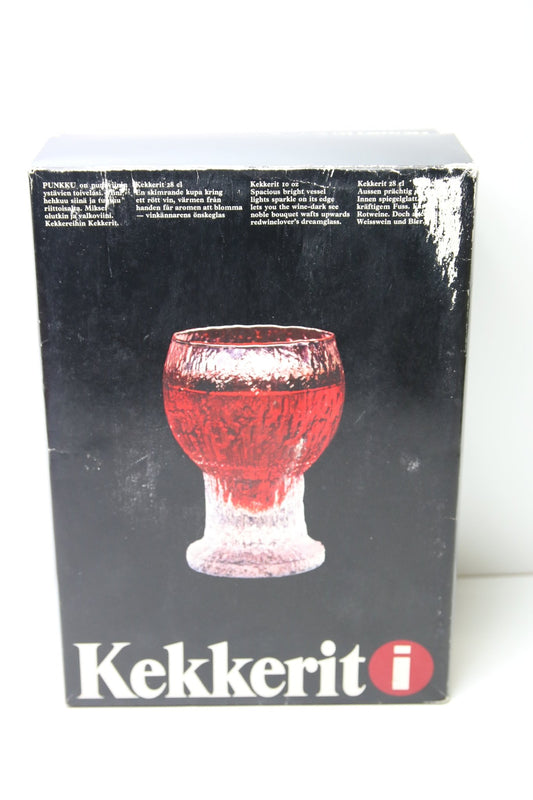 PUNKKU on
ystävien toivelasi.
hehkuu siinä ja
riittoisalta. Miksei
olutkin ja valkoviini.
Kekkereihin Kekkerit.
Kekkerit 28 cl
En skimrande kupa kring
ett rött vin, värmen från
handen får aromen att blomma
— vinkännarens önskeglas
Kekkerit 10 oz
Spacious bright vessel
lights sparkle on its edge
lets you the wine-dark see
noble bouquet wafts upwards
redwinelover's dreamglass.
Kekkerit 28 cl
Aussen prächtig
Innen spiegelglatt.
kräftigem Fuss.
Rotweine. Doch
Weisswein und Bier.
Kekkerit i